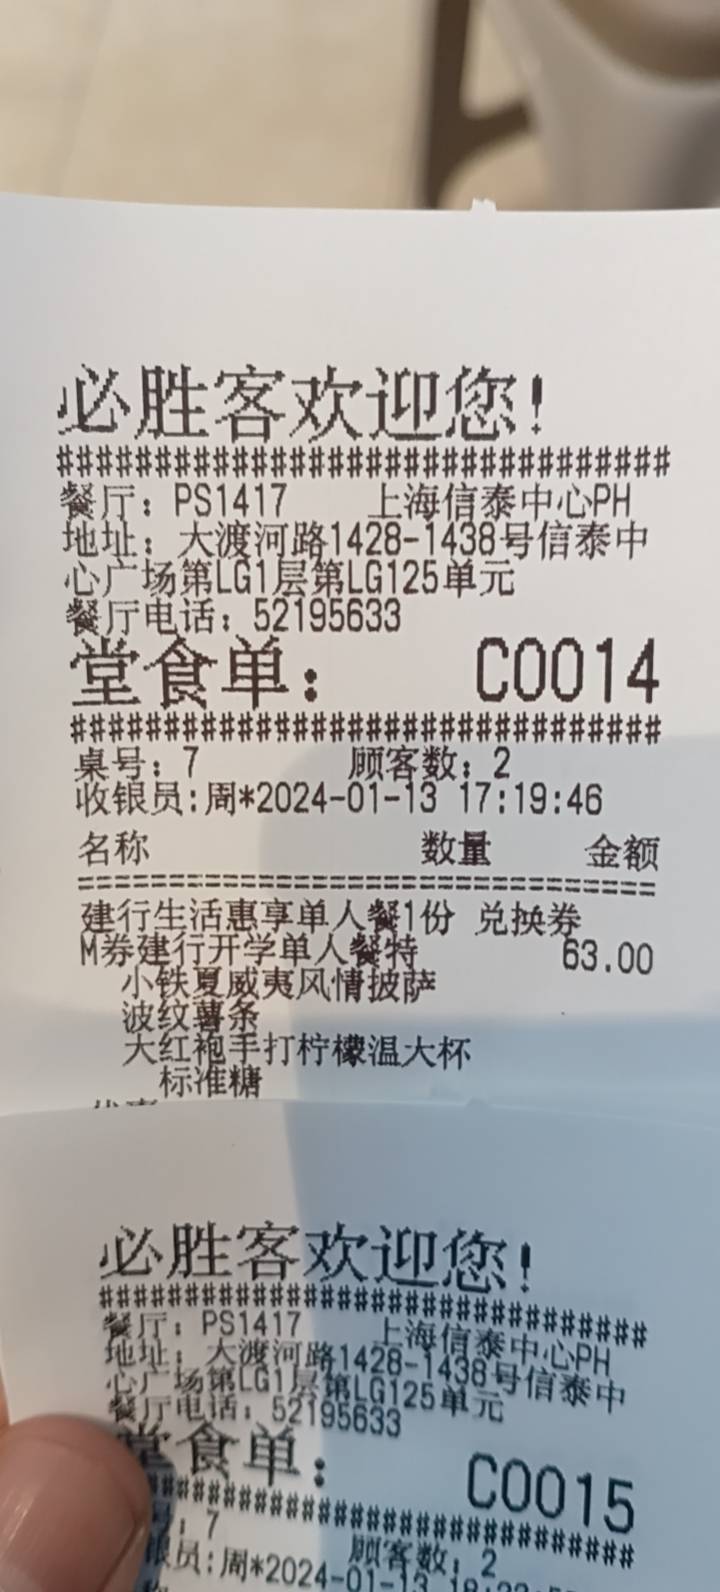 必胜客欢迎您!
################################
餐厅: PS1417 上海信泰中心PH
地址: 大渡河路1428-1438号信泰中
心广场第LG1层第LG125单元
餐厅电话: 52195633
堂食单: C0014
################################
桌号: 7 顾客数: 2
收银员:周*2024-01-13 17:19:46
名称 数量 金额
================================
建行生活惠享单人餐1份 兑换券
M券建行开学单人餐特 63.00
小铁夏威夷风情披萨
波纹薯条
大红袍手打柠檬温大杯
标准糖
必胜客欢迎您!
################################
餐厅: PS1417 上海信泰中心PH
地址: 大渡河路1428-1438号信泰中
心广场第LG1层第LG125单元
餐厅电话: 52195633
堂食单: C0015
################################
号: 7 顾客数: 2
银员:周*2024-01-13